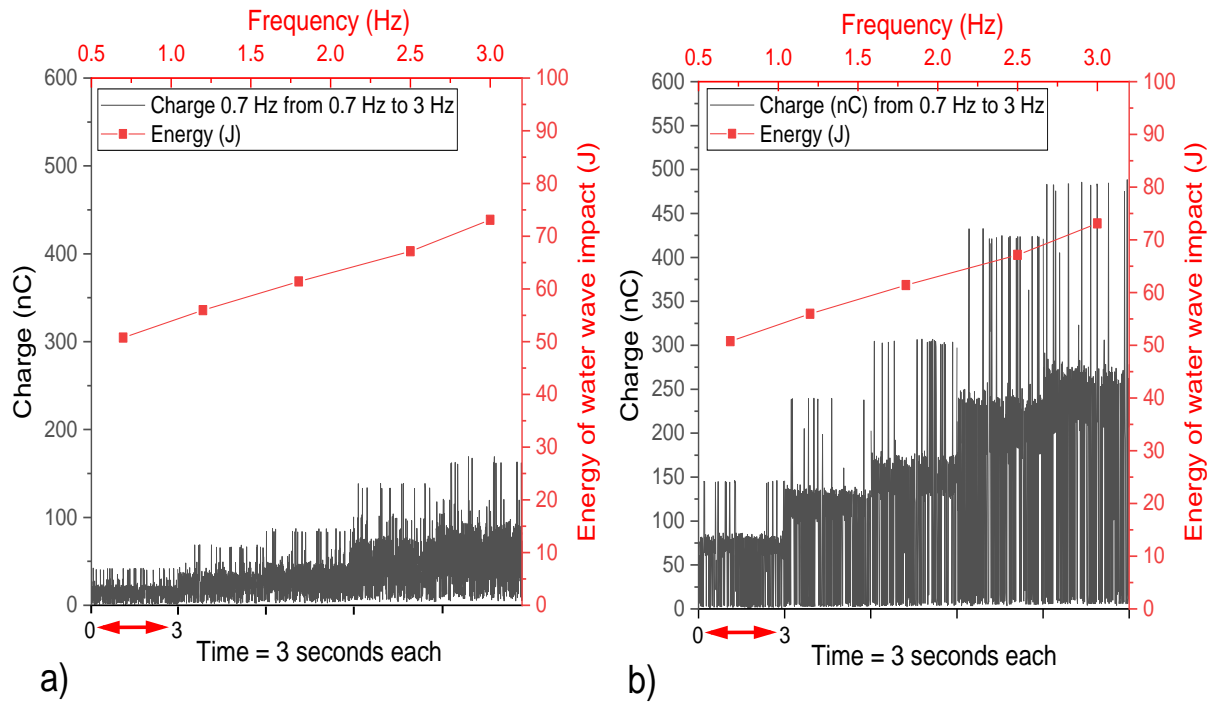 Frequency (Hz)
0.5 1.0 1.5 2.0 2.5 3.0
600
500
400
300
200
100
0
Charge (nC)
Charge 0.7 Hz from 0.7 Hz to 3 Hz
Energy (J)
100
90
80
70
60
50
40
30
20
10
0
Energy of water wave impact (J)
0 3
Time = 3 seconds each
a)
Frequency (Hz)
0.5 1.0 1.5 2.0 2.5 3.0
600
550
500
450
400
350
300
250
200
150
100
50
0
Charge (nC)
Charge (nC) from 0.7 Hz to 3 Hz
Energy (J)
100
90
80
70
60
50
40
30
20
10
0
Energy of water wave impact (J)
0 3
Time = 3 seconds each
b)